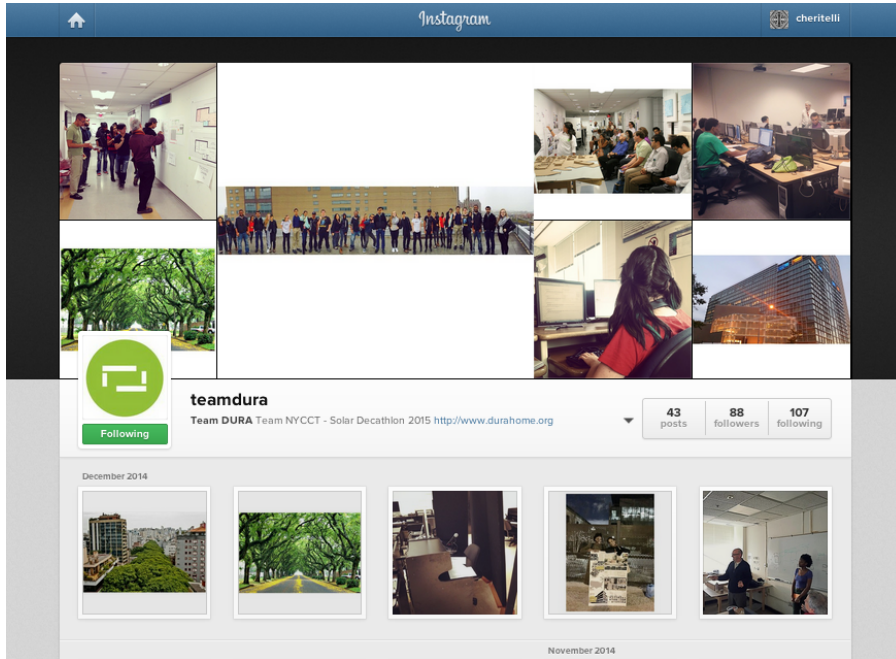 Instagram
cheritelli
teamdura
Team DURA Team NYCCT - Solar Decathlon 2015 http://www.durahome.org
Following
43 posts
88 followers
107 following
December 2014
November 2014